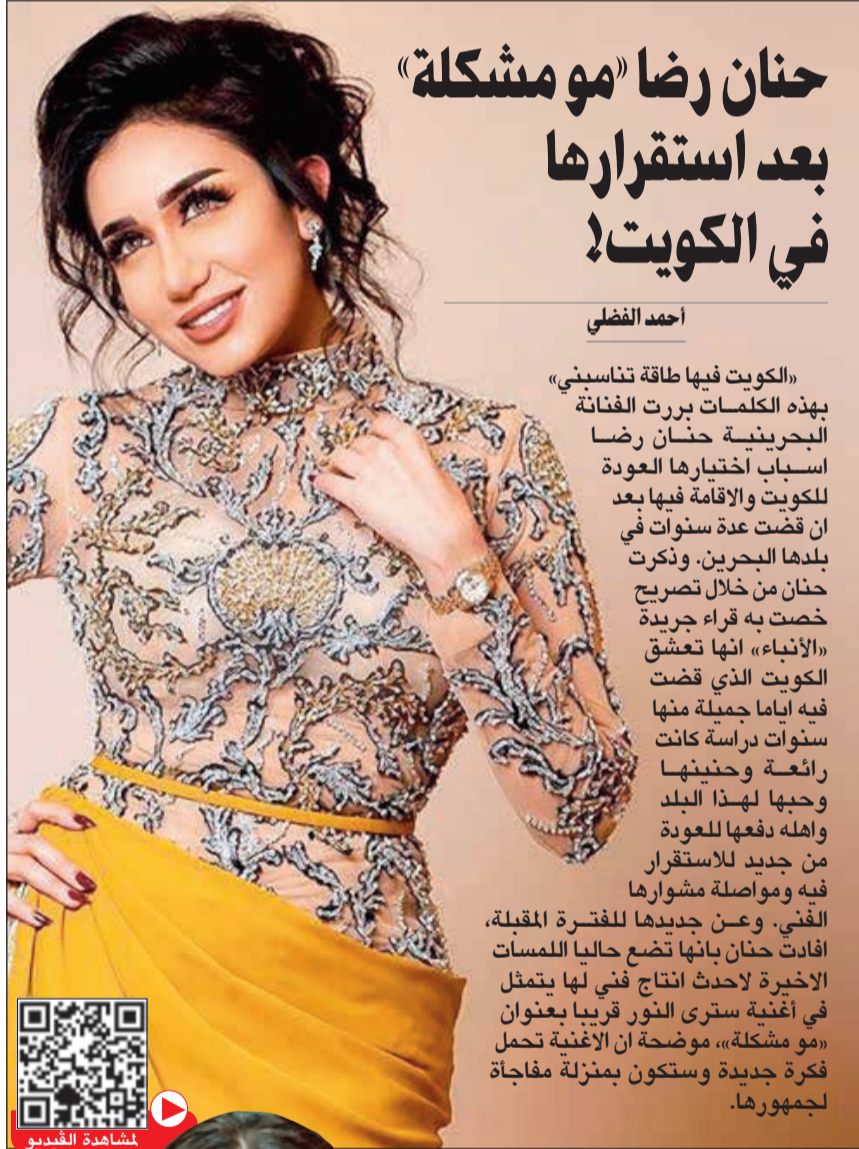 حنان رضا «مو مشكلة»
بعد استقرارها
في الكويت!
أحمد الفضلي
«الكويت فيها طاقة تناسبني»
بهذه الكلمات بررت الفنانة
البحرينية حنان رضا
اسباب اختيارها العودة
للكويت والاقامة فيها بعد
ان قضت عدة سنوات في
بلدها البحرين. وذكرت
حنان من خلال تصريح
خصت به قراء جريدة
«الأنباء» انها تعشق
الكويت الذي قضت
فيه اياما جميلة منها
سنوات دراسة كانت
رائعة وحنينها
وحبها لهذا البلد
واهله دفعها للعودة
من جديد للاستقرار
فيه ومواصلة مشوارها
الفني. وعن جديدها للفترة المقبلة،
افادت حنان بانها تضع حاليا اللمسات
الاخيرة لاحدث انتاج فني لها يتمثل
في أغنية سترى النور قريبا بعنوان
«مو مشكلة»، موضحة ان الاغنية تحمل
فكرة جديدة وستكون بمنزلة مفاجأة
لجمهورها.
لمشاهدة الڤيديو